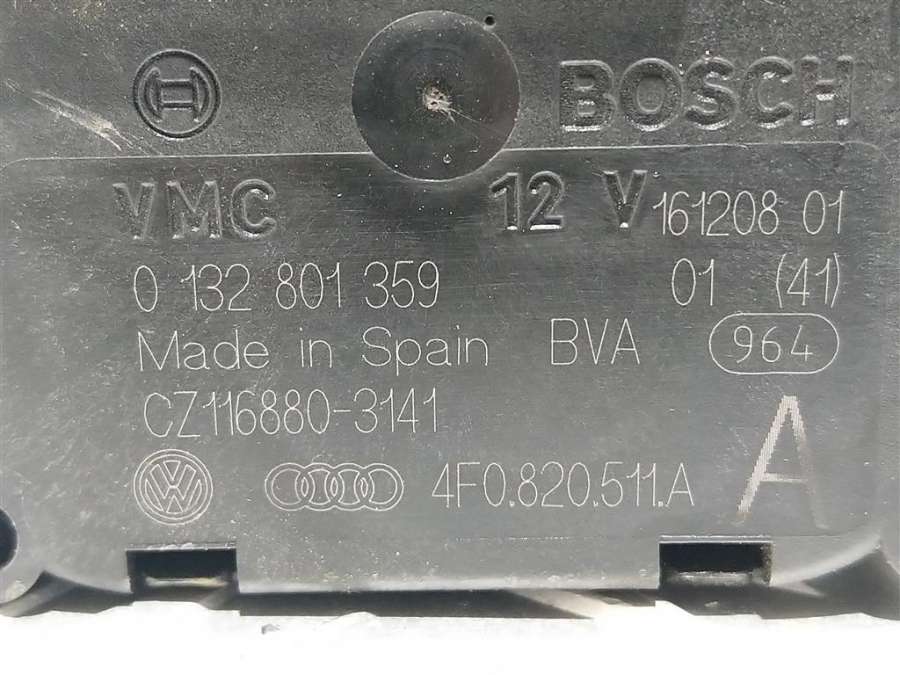 BOSCH
VMC 12 V 161208 01
0 132 801 359 01 (41)
Made in Spain BVA 964
CZ116880-3141 A
VW 4F0.820.511.A